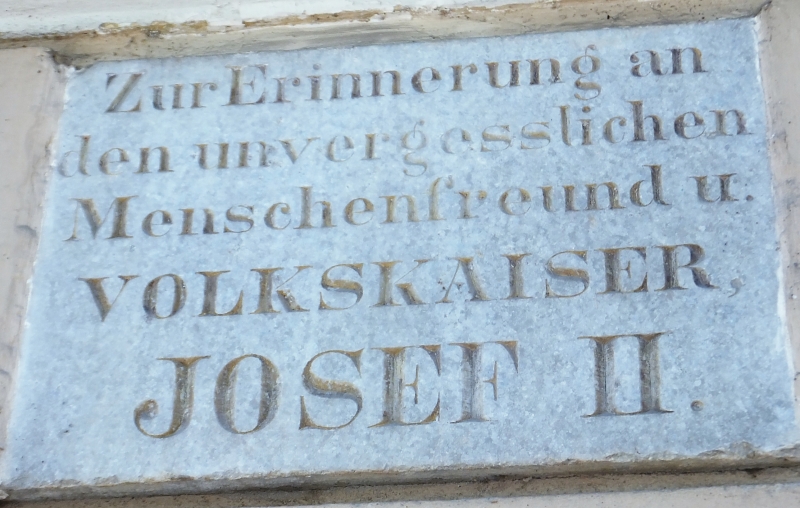 Zur Erinnerung an
den unvergesslichen
Menschenfreund u.
VOLKSKAISER,
JOSEF II.